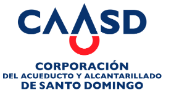 CAASD
CORPORACIÓN
DEL ACUEDUCTO Y ALCANTARILLADO
DE SANTO DOMINGO